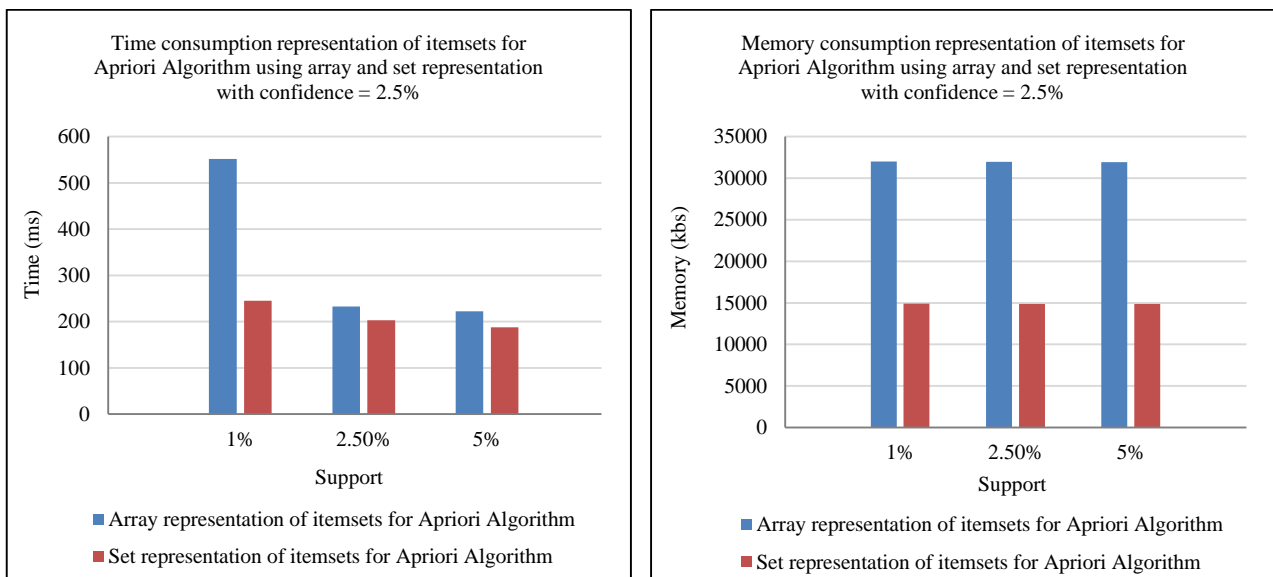 Time consumption representation of itemsets for
Apriori Algorithm using array and set representation
with confidence = 2.5%
600
500
400
300
200
100
0
Time (ms)
1%
2.50%
5%
Support
Array representation of itemsets for Apriori Algorithm
Set representation of itemsets for Apriori Algorithm
Memory consumption representation of itemsets for
Apriori Algorithm using array and set representation
with confidence = 2.5%
35000
30000
25000
20000
15000
10000
5000
0
Memory (kbs)
1%
2.50%
5%
Support
Array representation of itemsets for Apriori Algorithm
Set representation of itemsets for Apriori Algorithm